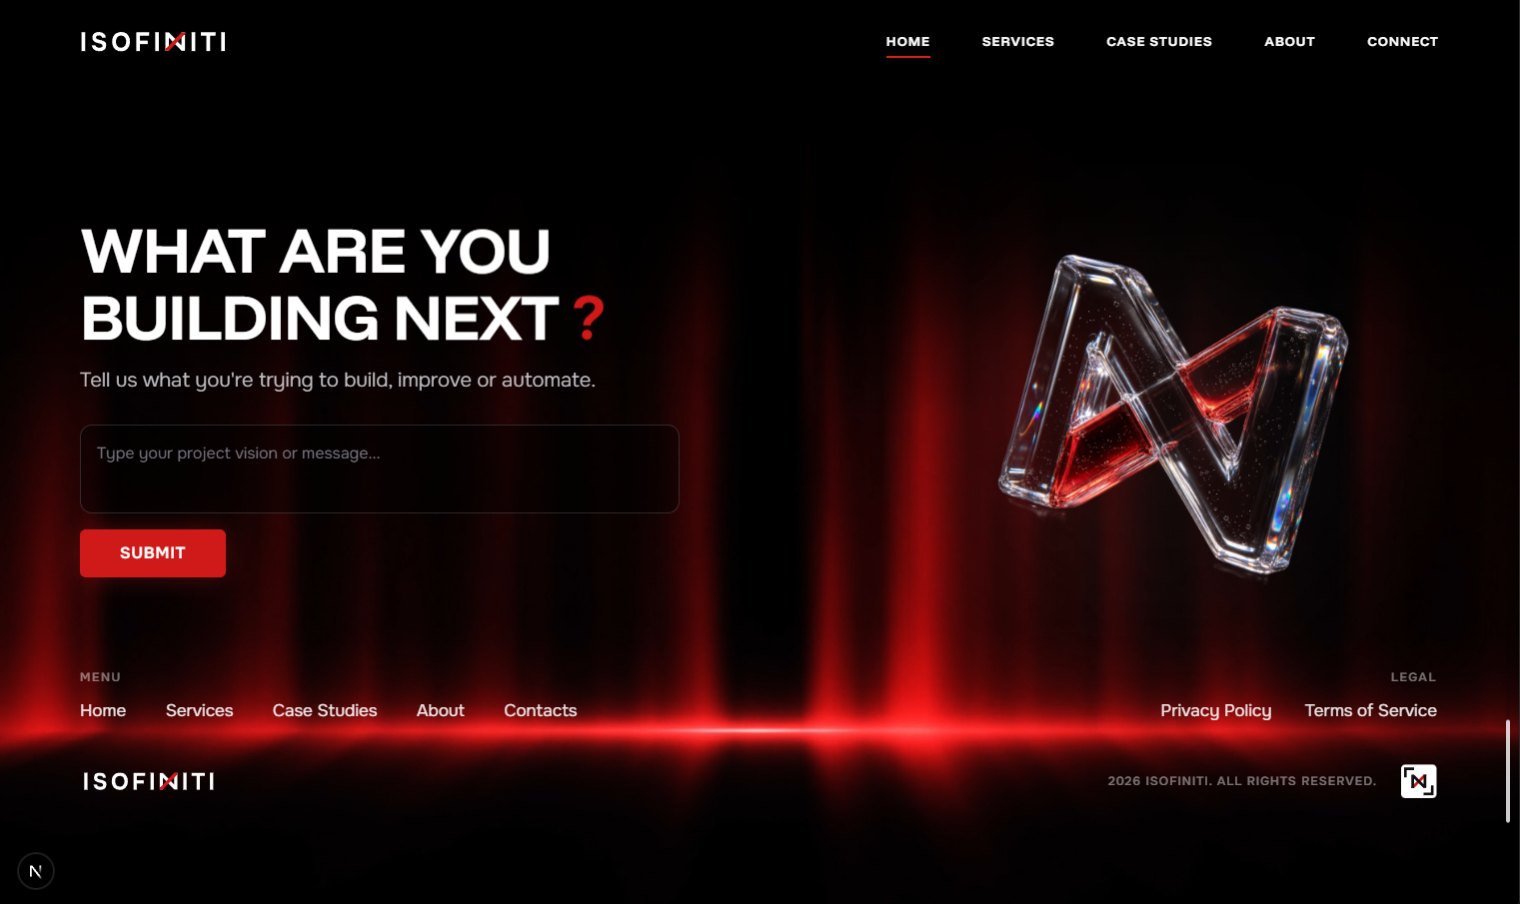 ISOFINITI
HOME SERVICES CASE STUDIES ABOUT CONNECT
WHAT ARE YOU
BUILDING NEXT ?
Tell us what you're trying to build, improve or automate.
Type your project vision or message...
SUBMIT
MENU
Home Services Case Studies About Contacts
LEGAL
Privacy Policy Terms of Service
ISOFINITI
2026 ISOFINITI. ALL RIGHTS RESERVED.
N